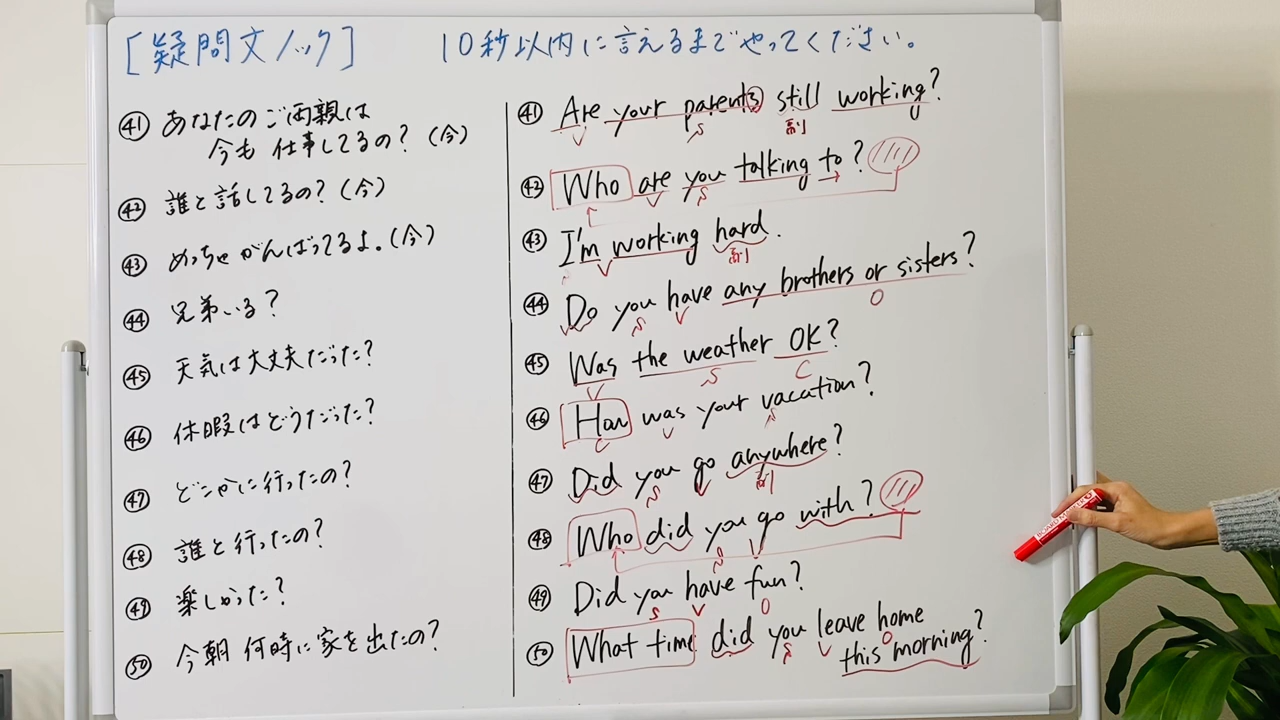 [疑問文ノック] 10秒以内に言えるまでやってください。
㊶ あなたのご両親は
今も仕事してるの?(今)
㊷ 誰と話してるの?(今)
㊸ めっちゃがんばってるよ。(今)
㊹ 兄弟いる?
㊺ 天気は大丈夫だった?
㊻ 休暇はどうだった?
㊼ どこかに行ったの?
㊽ 誰と行ったの?
㊾ 楽しかった?
㊿ 今朝何時に家を出たの?
㊶ Are your parents still working?
V S 副
㊷ Who are you talking to?
V S
㊸ I'm working hard.
V 副
㊹ Do you have any brothers or sisters?
S V O
㊺ Was the weather OK?
V S C
㊻ How was your vacation?
C V S
㊼ Did you go anywhere?
S V 副
㊽ Who did you go with?
S V
㊾ Did you have fun?
S V O
㊿ What time did you leave home
S V O
this morning?